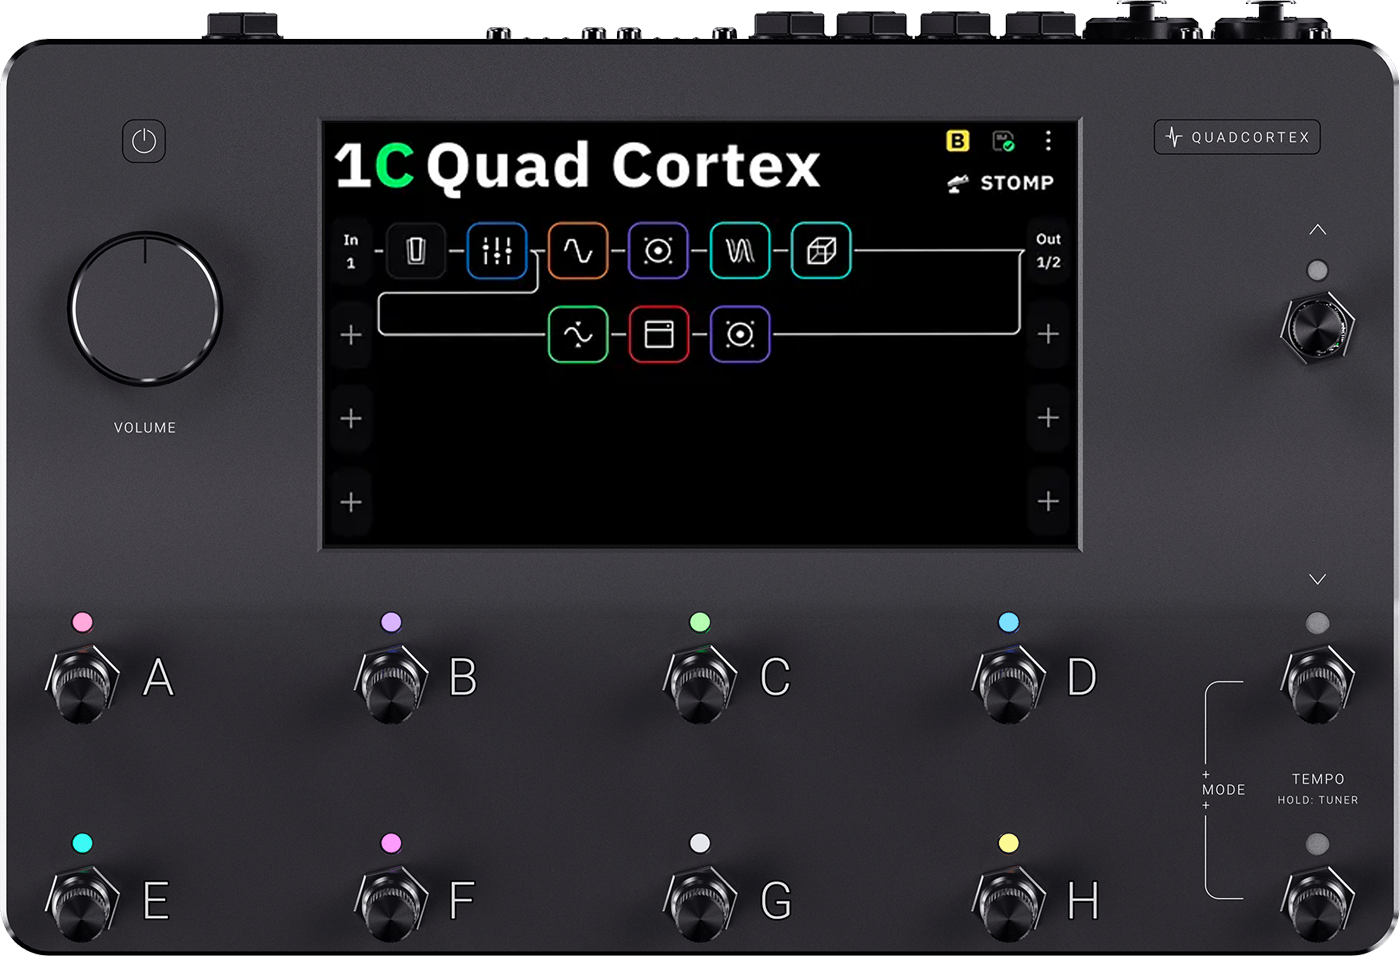 QUADCORTEX
1C Quad Cortex
B
STOMP
In
1
Out
1/2
VOLUME
A
B
C
D
MODE
TEMPO
HOLD: TUNER
E
F
G
H